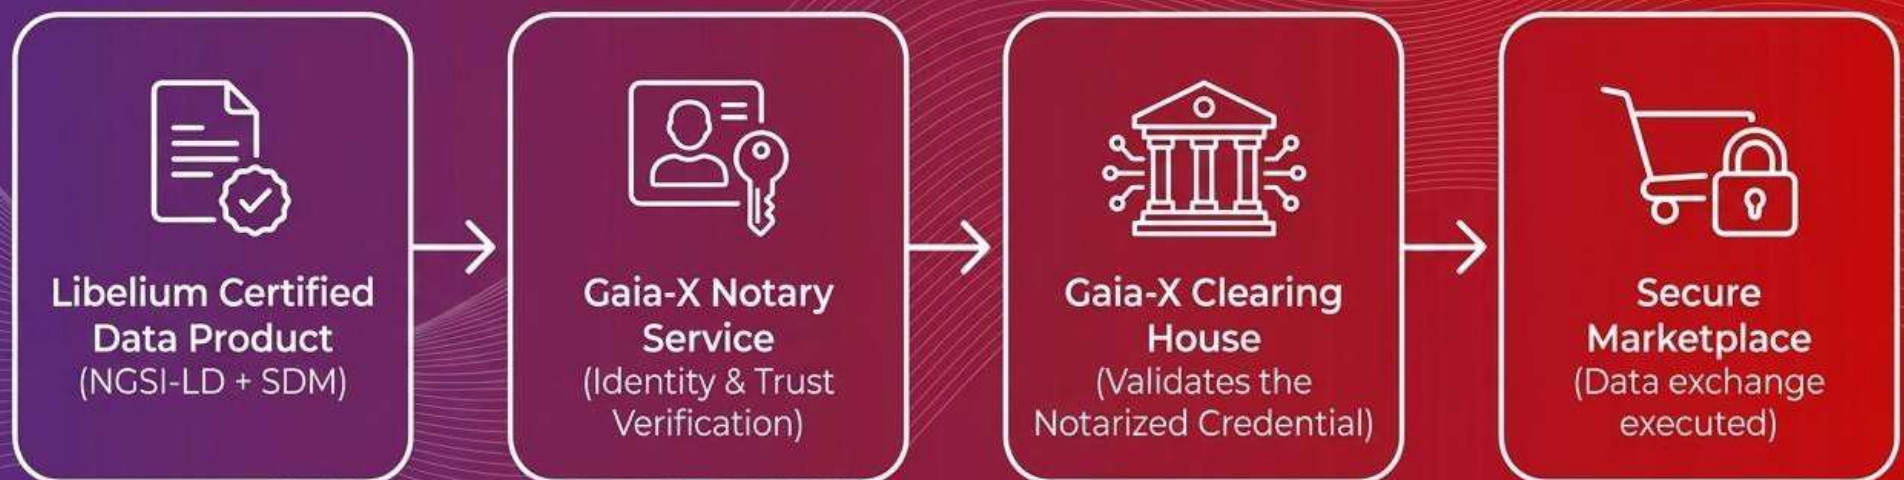 Libelium Certified
Data Product
(NGSI-LD + SDM)
Gaia-X Notary
Service
(Identity & Trust
Verification)
Gaia-X Clearing
House
(Validates the
Notarized Credential)
Secure
Marketplace
(Data exchange
executed)